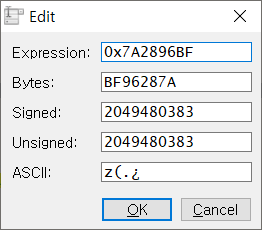 Edit
Expression: 0x7A2896BF
Bytes: BF96287A
Signed: 2049480383
Unsigned: 2049480383
ASCII: z(.¿
OK Cancel